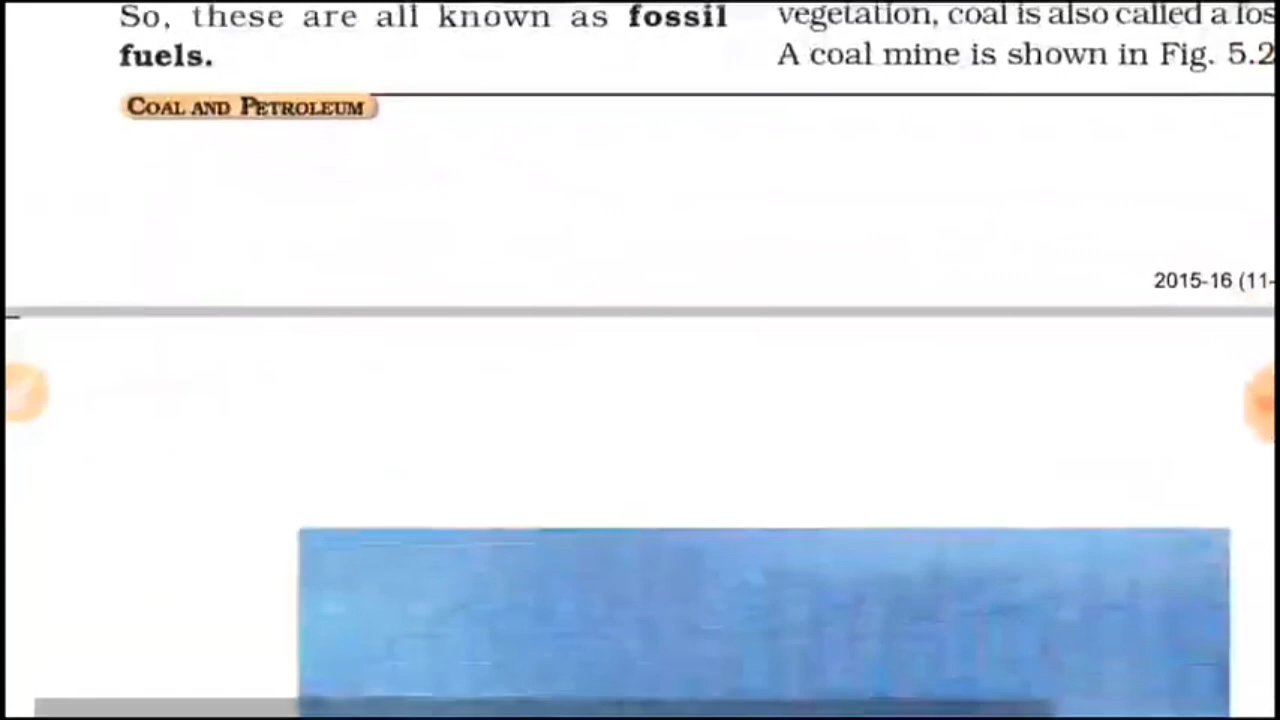 So, these are all known as fossil
fuels.
vegetation, coal is also called a fos
A coal mine is shown in Fig. 5.2
COAL AND PETROLEUM
2015-16 (11-